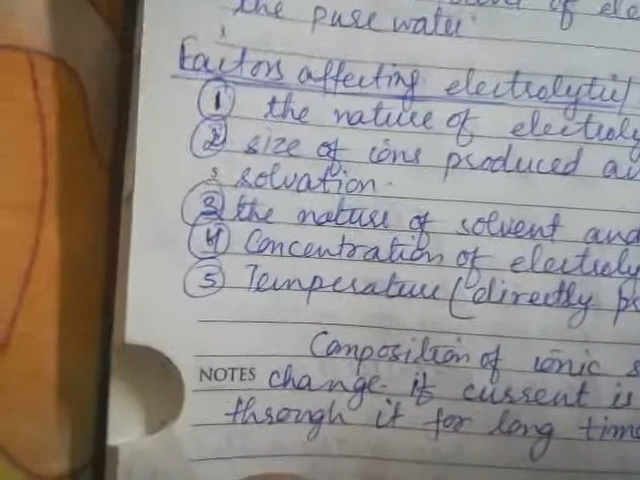 the pure water
Factors affecting electrolytic
① the nature of
② size of ions produced
solvation.
③ the nature of solvent and
④ Concentration of
⑤ Temperature (directly
Composition of ionic
NOTES change. if current is
through it for long time